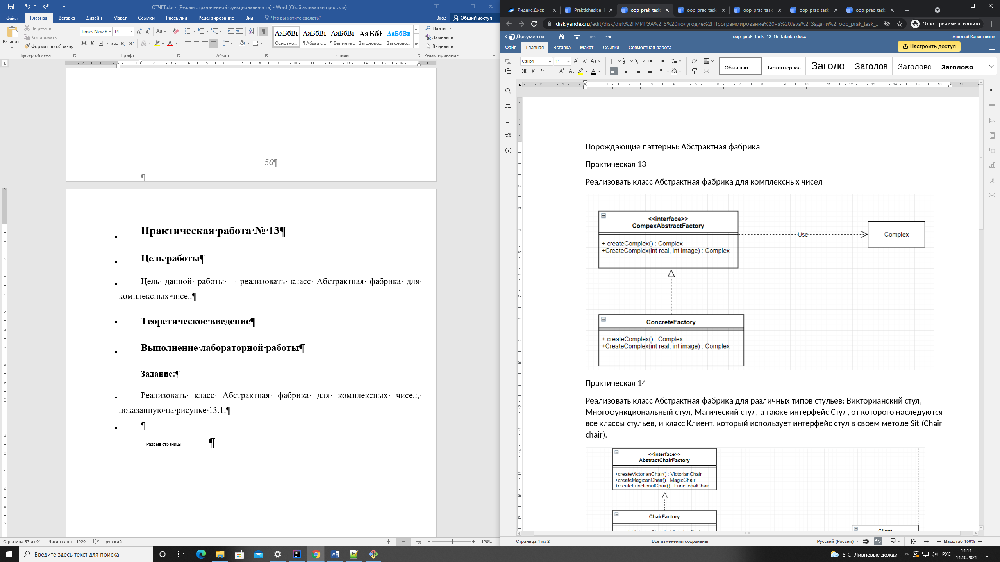 ОТЧЕТ.docx [Режим ограниченной функциональности] - Word (Сбой активации продукта)
Файл Главная Вставка Дизайн Макет Ссылки Рассылки Рецензирование Вид Что вы хотите сделать? Вход Общий доступ
Вставить
Вырезать
Копировать
Формат по образцу
Буфер обмена
Times New R 14
Шрифт
Абзац
АаБбВı АаБбВı АаБбВı АаБбІ АаБбВв
Основно... ¶ Абзац с... ¶ Без инте... Заголово... Заголово...
Стили
Найти
Заменить
Выделить
Редактирование
56¶
¶
Практическая·работа·№·13¶
Цель·работы¶
Цель· данной· работы· –· реализовать· класс· Абстрактная· фабрика· для·
комплексных·чисел¶
Теоретическое·введение¶
Выполнение·лабораторной·работы¶
Задание:¶
Реализовать· класс· Абстрактная· фабрика· для· комплексных· чисел,·
показанную·на·рисунке·13.1.¶
¶
Разрыв страницы¶
Страница 57 из 91 Число слов: 11929 русский 120%
Яндекс.Диск Prakticheskie_1 oop_prak_task_ oop_prac_task_ oop_prac_task_ oop_prac_task_ oop_prac_task_
disk.yandex.ru/edit/disk/disk%2FМИРЭА%2F3%20полугодие%2FПрограммирование%20на%20Java%2FЗадачи%2Foop_prak_task_... Окно в режиме инкогнито
Документы oop_prak_task_13-15_fabrika.docx Алексей Калашников
Файл Главная Вставка Макет Ссылки Совместная работа Настроить доступ
Calibri 11
Обычный Без интервал Заголо Заголов Заголовс Заголово
Порождающие паттерны: Абстрактная фабрика
Практическая 13
Реализовать класс Абстрактная фабрика для комплексных чисел
<<interface>>
CompexAbstractFactory
+ createComplex() : Complex
+CreateComplex(int real, int image) : Complex
Use
Complex
ConcreteFactory
+ createComplex() : Complex
+CreateComplex(int real, int image) : Complex
Практическая 14
Реализовать класс Абстрактная фабрика для различных типов стульев: Викторианский стул,
Многофункциональный стул, Магический стул, а также интерфейс Стул, от которого наследуются
все классы стульев, и класс Клиент, который использует интерфейс стул в своем методе Sit (Chair
chair).
<<interface>>
AbstractChairFactory
+createVictorianChair() : VictorianChair
+createMagicanChair() : MagicChair
+createFunctionalChair() : FunctionalChair
ChairFactory
Страница 1 из 2 Все изменения сохранены Русский (Россия) Масштаб 150%
Введите здесь текст для поиска
8°C Ливневые дожди РУС 14:14
14.10.2021